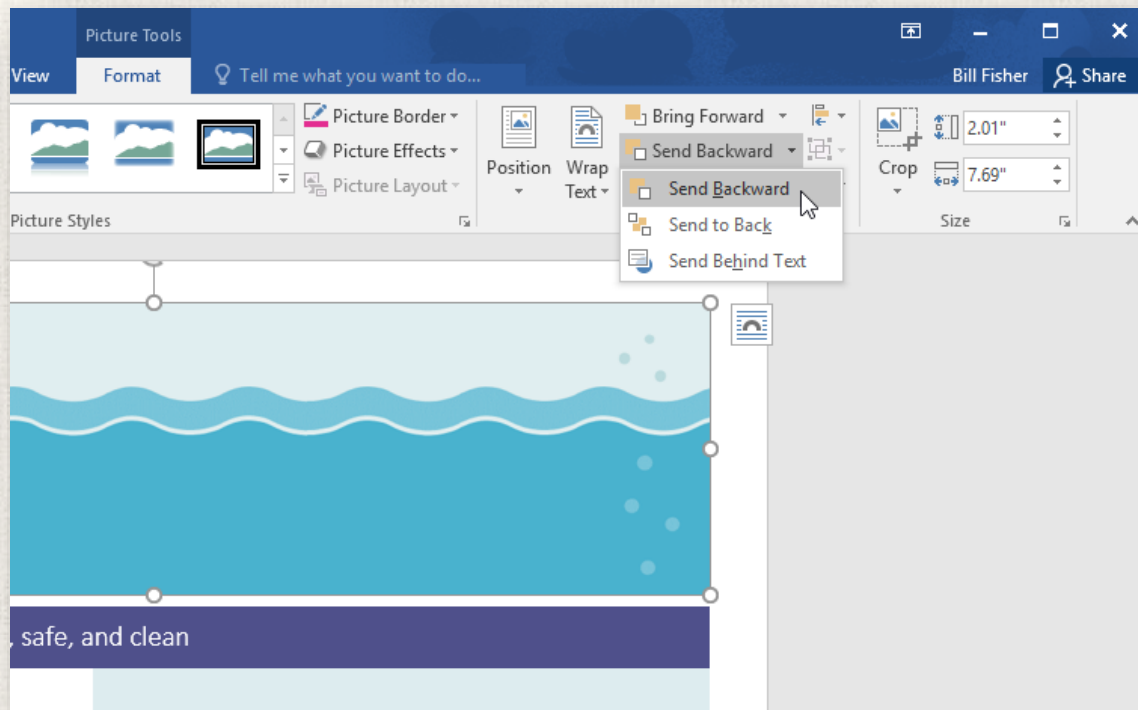 Picture Tools
View Format Tell me what you want to do... Bill Fisher Share
Picture Border
Picture Effects
Picture Layout
Position
Wrap
Text
Bring Forward
Send Backward
Send Backward
Send to Back
Send Behind Text
Crop
2.01"
7.69"
Picture Styles
Size
, safe, and clean